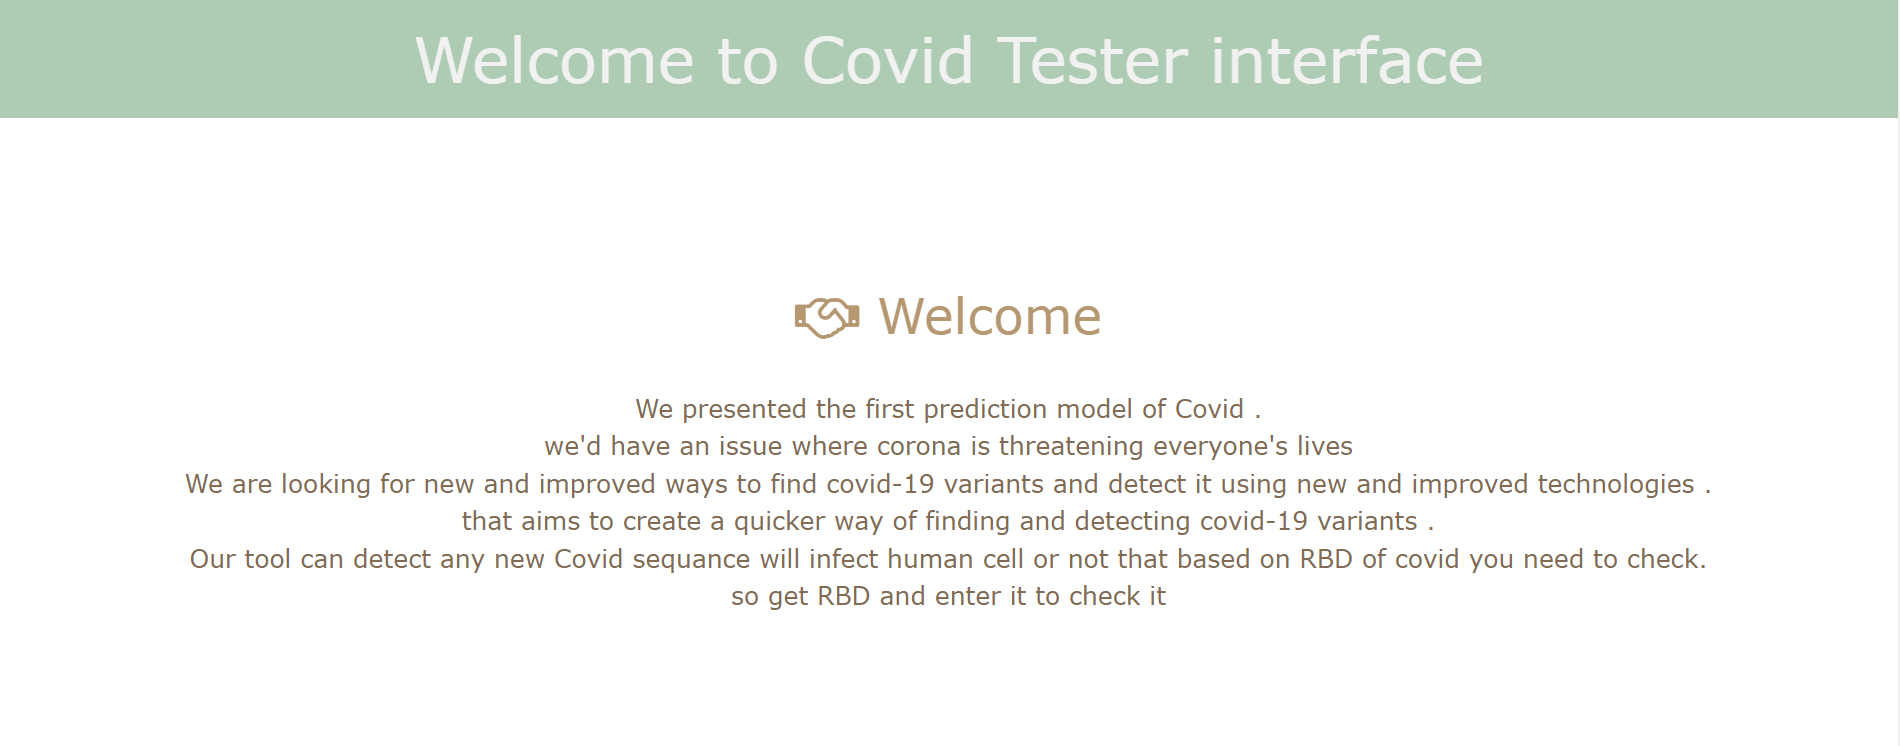 Welcome to Covid Tester interface
Welcome
We presented the first prediction model of Covid .
we'd have an issue where corona is threatening everyone's lives
We are looking for new and improved ways to find covid-19 variants and detect it using new and improved technologies .
that aims to create a quicker way of finding and detecting covid-19 variants .
Our tool can detect any new Covid sequance will infect human cell or not that based on RBD of covid you need to check.
so get RBD and enter it to check it